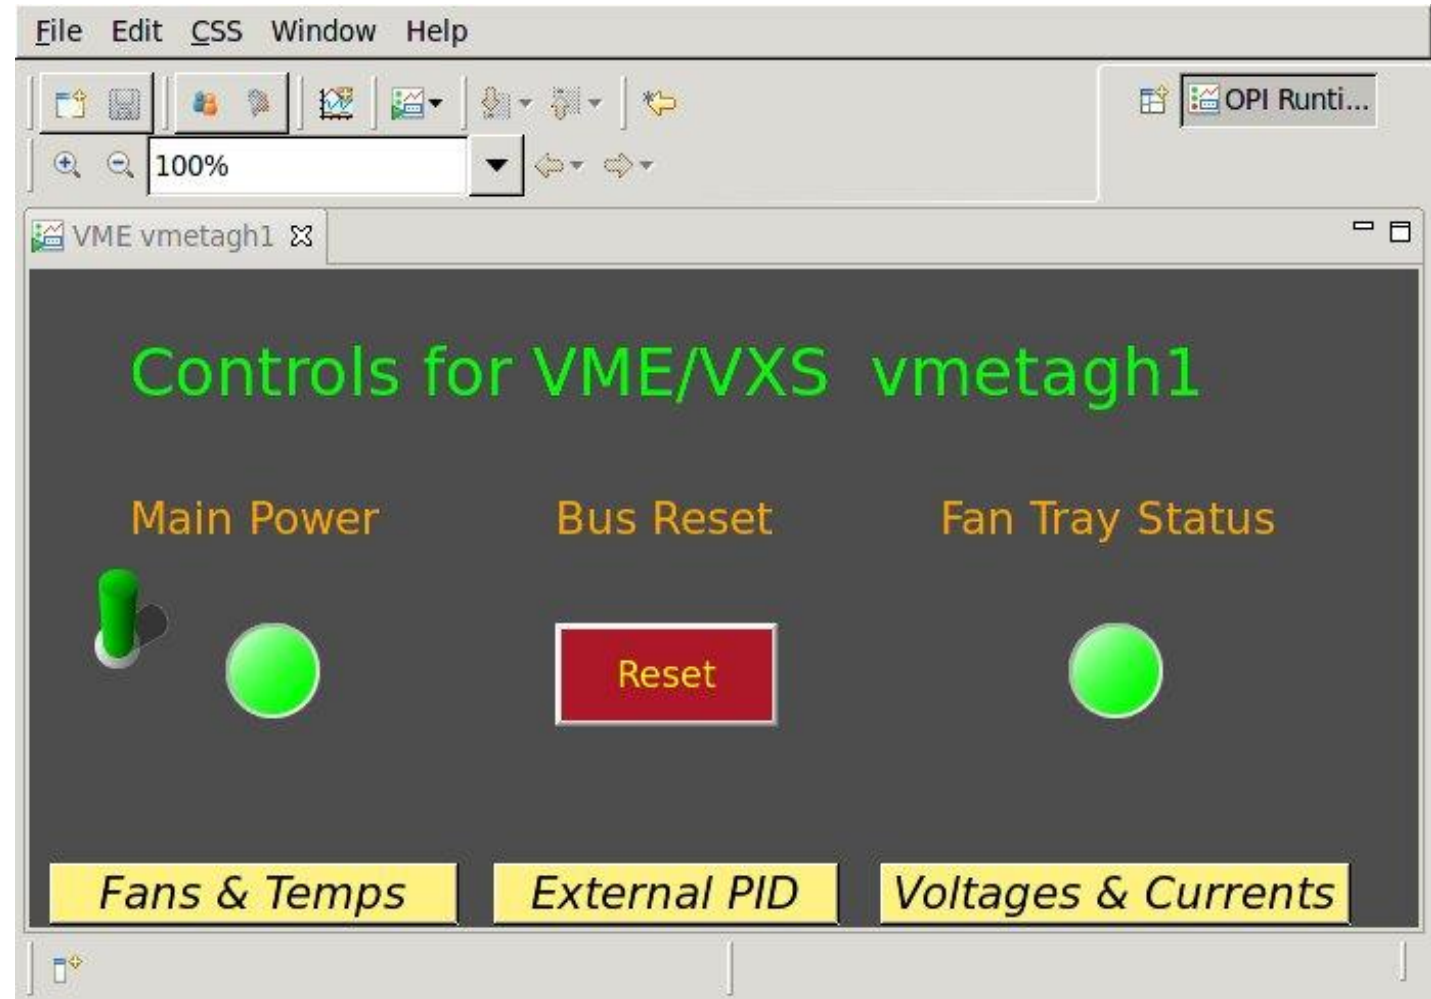 File Edit CSS Window Help
OPI Runti...
100%
VME vmetagh1
Controls for VME/VXS vmetagh1
Main Power Bus Reset Fan Tray Status
Reset
Fans & Temps External PID Voltages & Currents